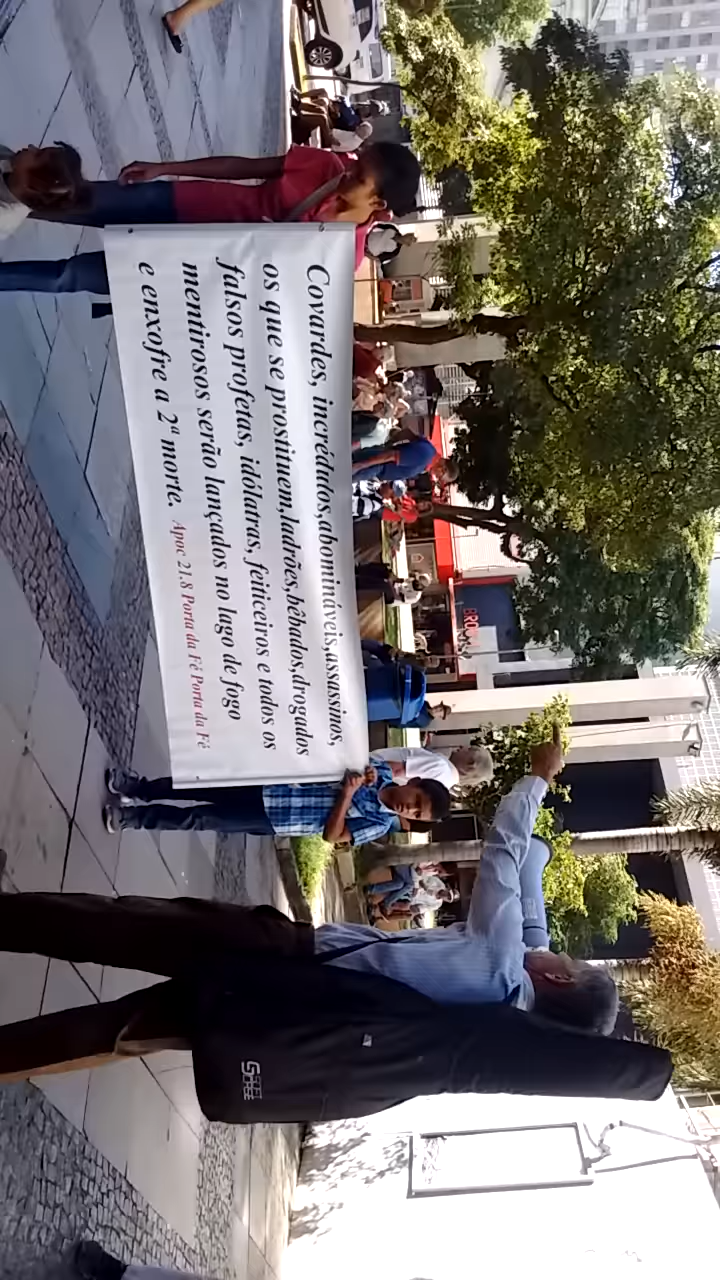 Covardes, incrédulos,abomináveis,assassinos,
os que se prostituem,ladrões,bêbados,drogados
falsos profetas, idólatras, feiticeiros e todos os
mentirosos serão lançados no lago de fogo
e enxofre a 2ª morte. Apoc 21.8 Porta da Fé Porta da Fé